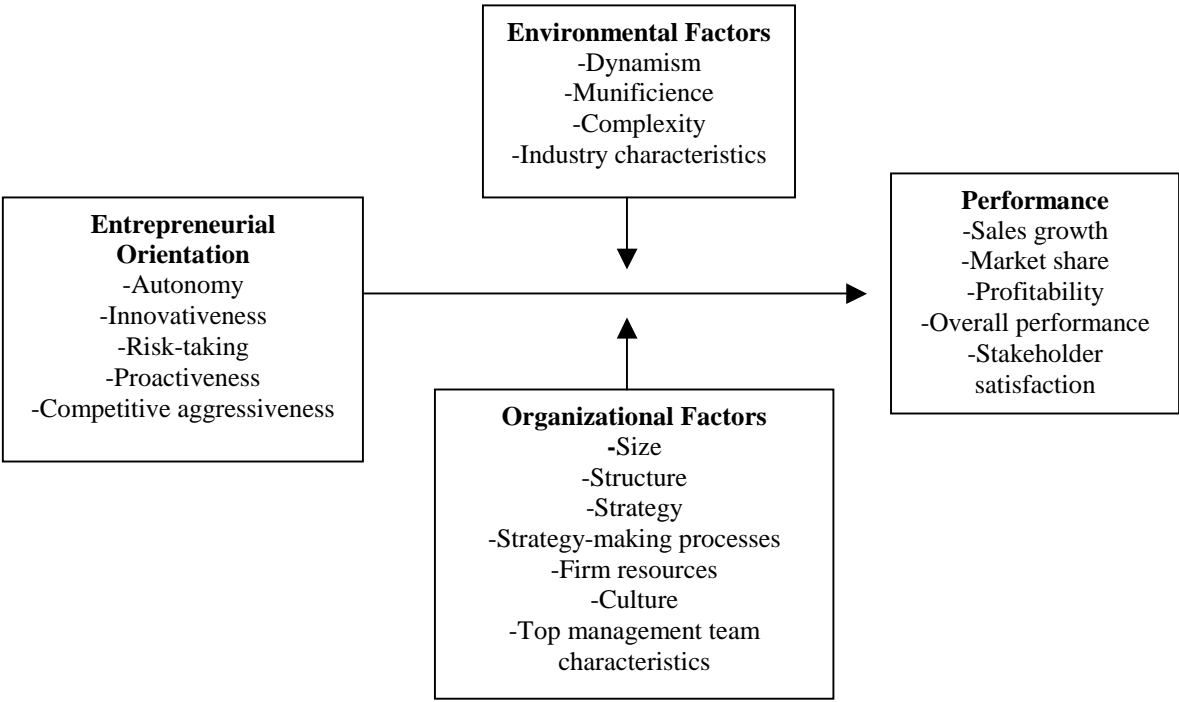 Environmental Factors
-Dynamism
-Munificience
-Complexity
-Industry characteristics
Entrepreneurial
Orientation
-Autonomy
-Innovativeness
-Risk-taking
-Proactiveness
-Competitive aggressiveness
Performance
-Sales growth
-Market share
-Profitability
-Overall performance
-Stakeholder
satisfaction
Organizational Factors
-Size
-Structure
-Strategy
-Strategy-making processes
-Firm resources
-Culture
-Top management team
characteristics